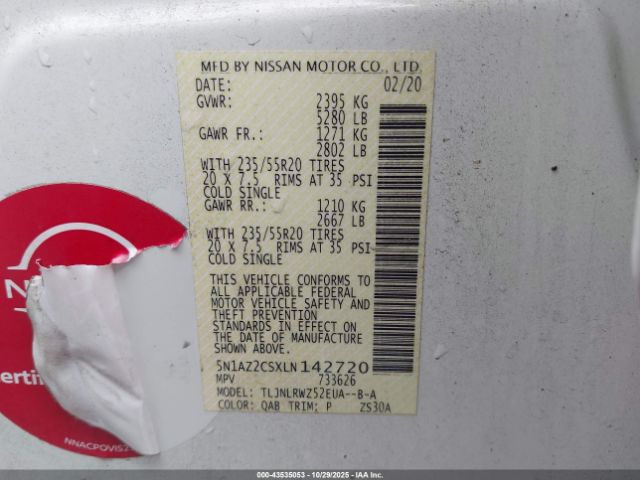 MFD BY NISSAN MOTOR CO., LTD.
DATE: 02/20
GVWR: 2395 KG
5280 LB
GAWR FR.: 1271 KG
2802 LB
WITH 235/55R20 TIRES
20 X 7.5 RIMS AT 35 PSI
COLD SINGLE
GAWR RR.: 1210 KG
2667 LB
WITH 235/55R20 TIRES
20 X 7.5 RIMS AT 35 PSI
COLD SINGLE
THIS VEHICLE CONFORMS TO
ALL APPLICABLE FEDERAL
MOTOR VEHICLE SAFETY AND
THEFT PREVENTION
STANDARDS IN EFFECT ON
THE DATE OF MANUFACTURE
SHOWN ABOVE.
5N1AZ2CSXLN142720
MPV 733626
MODEL: TLJNLRWZ52EUA--B-A
COLOR: QAB TRIM: P ZS30A
N
ertifi
NNACPOVIS2
000-43535053 | 10/29/2025 | IAA Inc.